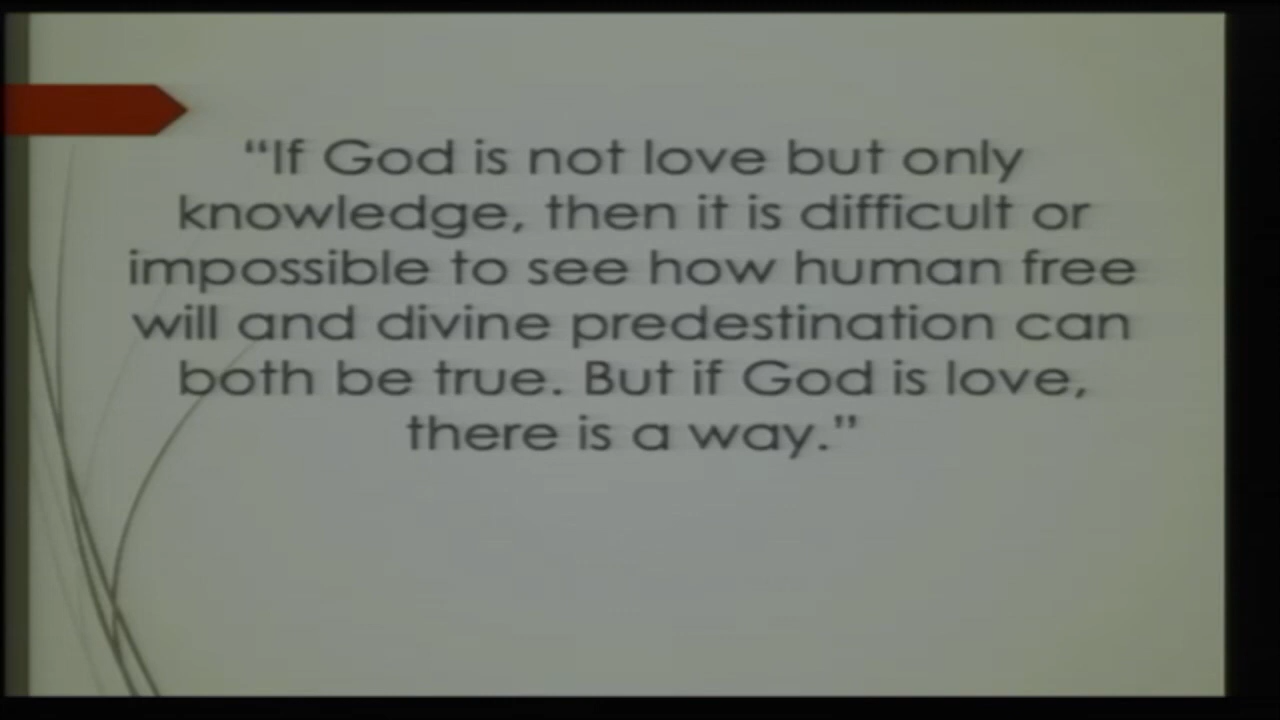 “If God is not love but only
knowledge, then it is difficult or
impossible to see how human free
will and divine predestination can
both be true. But if God is love,
there is a way.”